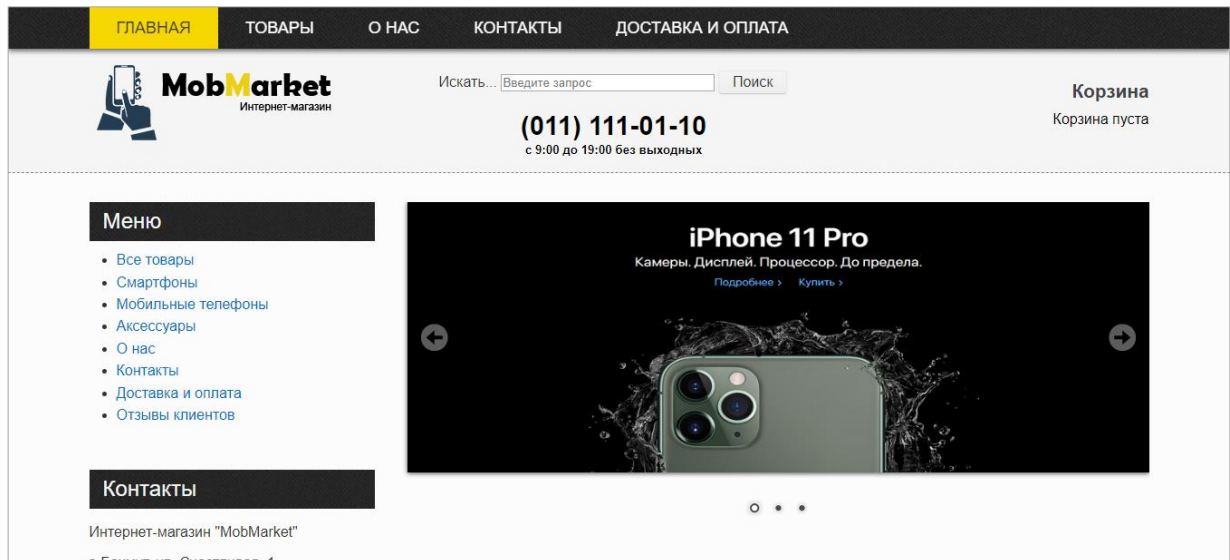 ГЛАВНАЯ ТОВАРЫ О НАС КОНТАКТЫ ДОСТАВКА И ОПЛАТА
MobMarket
Интернет-магазин
Искать... Введите запрос Поиск
(011) 111-01-10
с 9:00 до 19:00 без выходных
Корзина
Корзина пуста
Меню
Все товары
Смартфоны
Мобильные телефоны
Аксессуары
О нас
Контакты
Доставка и оплата
Отзывы клиентов
iPhone 11 Pro
Камеры. Дисплей. Процессор. До предела.
Подробнее › Купить ›
Контакты
Интернет-магазин "MobMarket"